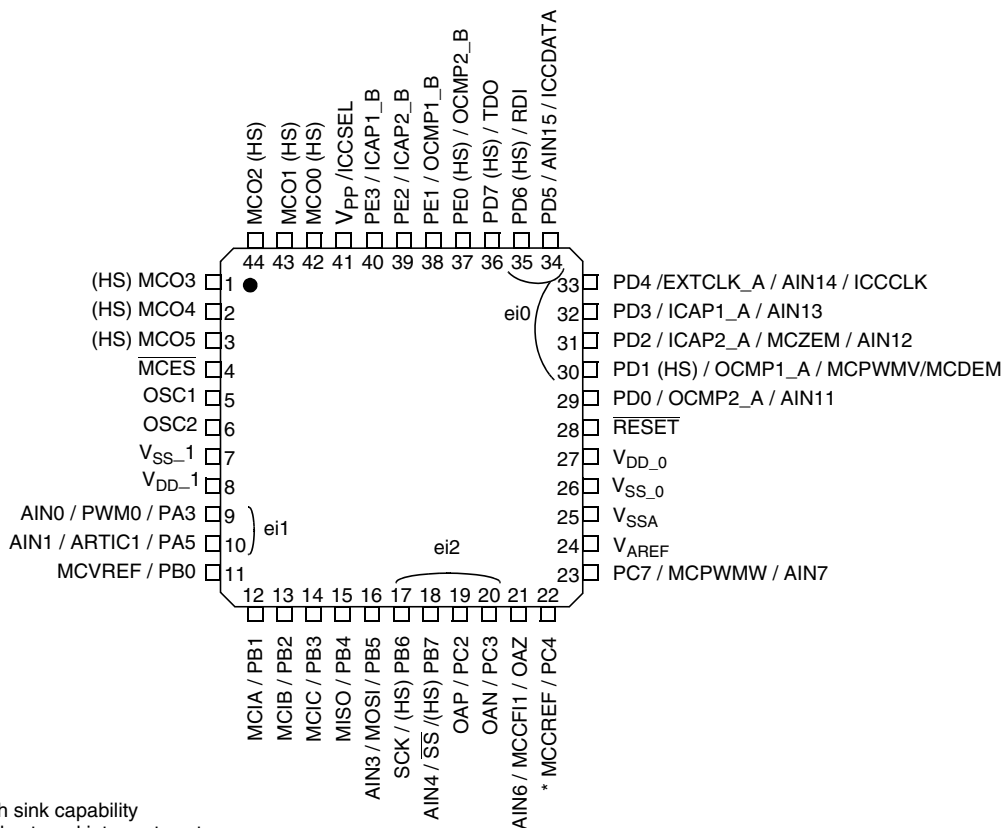 MCO2 (HS)
MCO1 (HS)
MCO0 (HS)
VPP /ICCSEL
PE3 / ICAP1_B
PE2 / ICAP2_B
PE1 / OCMP1_B
PE0 (HS) / OCMP2_B
PD7 (HS) / TDO
PD6 (HS) / RDI
PD5 / AIN15 / ICCDATA
44 43 42 41 40 39 38 37 36 35 34
(HS) MCO3 1
(HS) MCO4 2
(HS) MCO5 3
MCES 4
OSC1 5
OSC2 6
VSS_1 7
VDD_1 8
AIN0 / PWM0 / PA3 9
AIN1 / ARTIC1 / PA5 10
MCVREF / PB0 11
ei1
ei0
ei2
33 PD4 /EXTCLK_A / AIN14 / ICCCLK
32 PD3 / ICAP1_A / AIN13
31 PD2 / ICAP2_A / MCZEM / AIN12
30 PD1 (HS) / OCMP1_A / MCPWMV/MCDEM
29 PD0 / OCMP2_A / AIN11
28 RESET
27 VDD_0
26 VSS_0
25 VSSA
24 VAREF
23 PC7 / MCPWMW / AIN7
12 13 14 15 16 17 18 19 20 21 22
MCIA / PB1
MCIB / PB2
MCIC / PB3
MISO / PB4
AIN3 / MOSI / PB5
SCK / (HS) PB6
AIN4 / SS /(HS) PB7
OAP / PC2
OAN / PC3
AIN6 / MCCFI1 / OAZ
* MCCREF / PC4
h sink capability